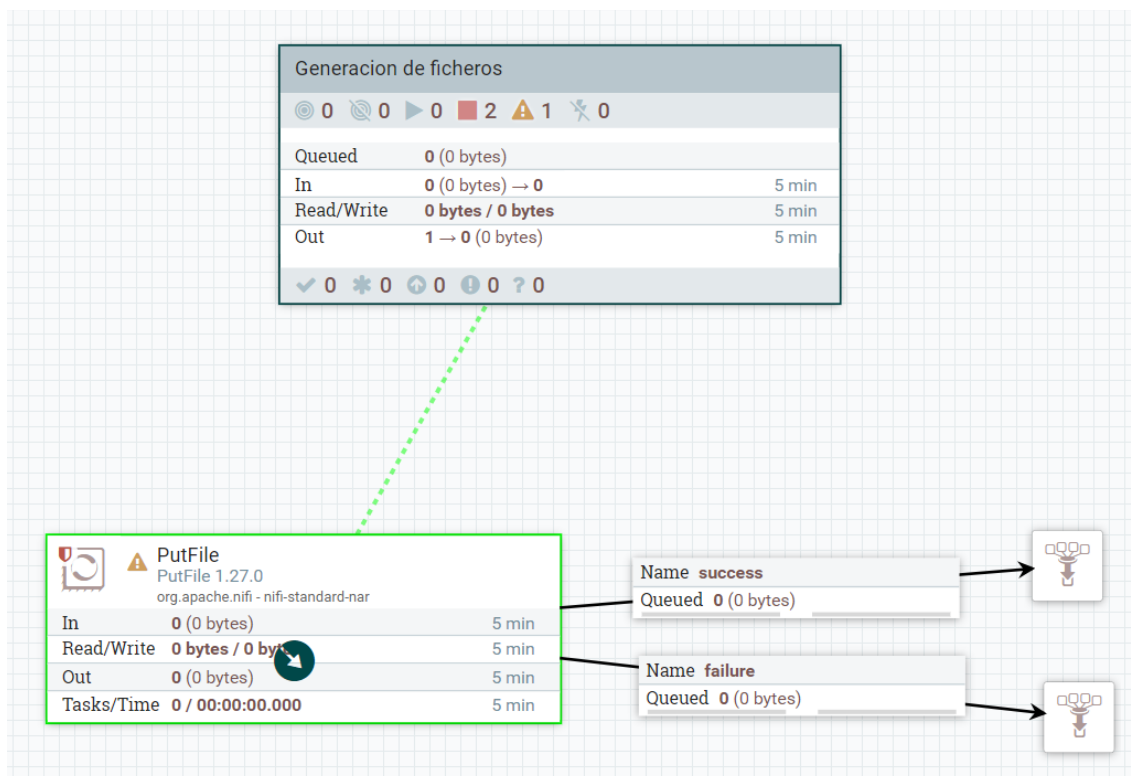 Generacion de ficheros
0 0 0 2 1 0
Queued 0 (0 bytes)
In 0 (0 bytes) → 0 5 min
Read/Write 0 bytes / 0 bytes 5 min
Out 1 → 0 (0 bytes) 5 min
0 0 0 0 ? 0
PutFile
PutFile 1.27.0
org.apache.nifi - nifi-standard-nar
In 0 (0 bytes) 5 min
Read/Write 0 bytes / 0 by 5 min
Out 0 (0 bytes) 5 min
Tasks/Time 0 / 00:00:00.000 5 min
Name success
Queued 0 (0 bytes)
Name failure
Queued 0 (0 bytes)